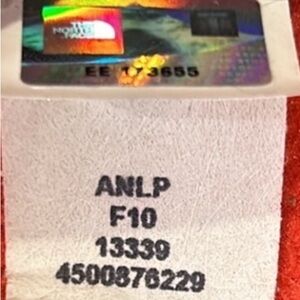 THE
NORTH
FACE
EE 173655
ANLP
F10
13339
4500876229